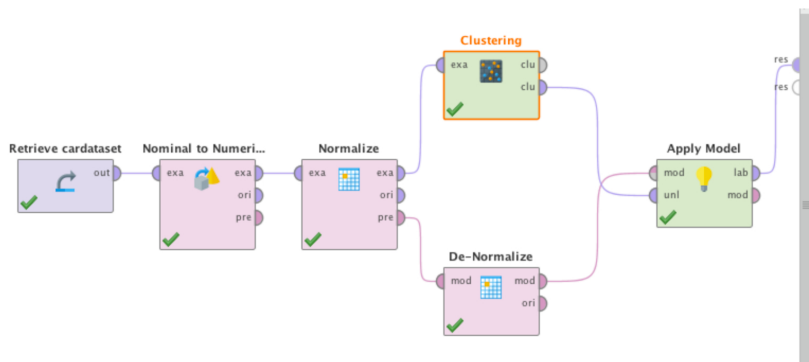 Clustering
exa
clu
clu
res
res
Retrieve cardataset
out
Nominal to Numeri...
exa
exa
ori
pre
Normalize
exa
exa
ori
pre
De-Normalize
mod
mod
ori
Apply Model
mod
lab
unl
mod